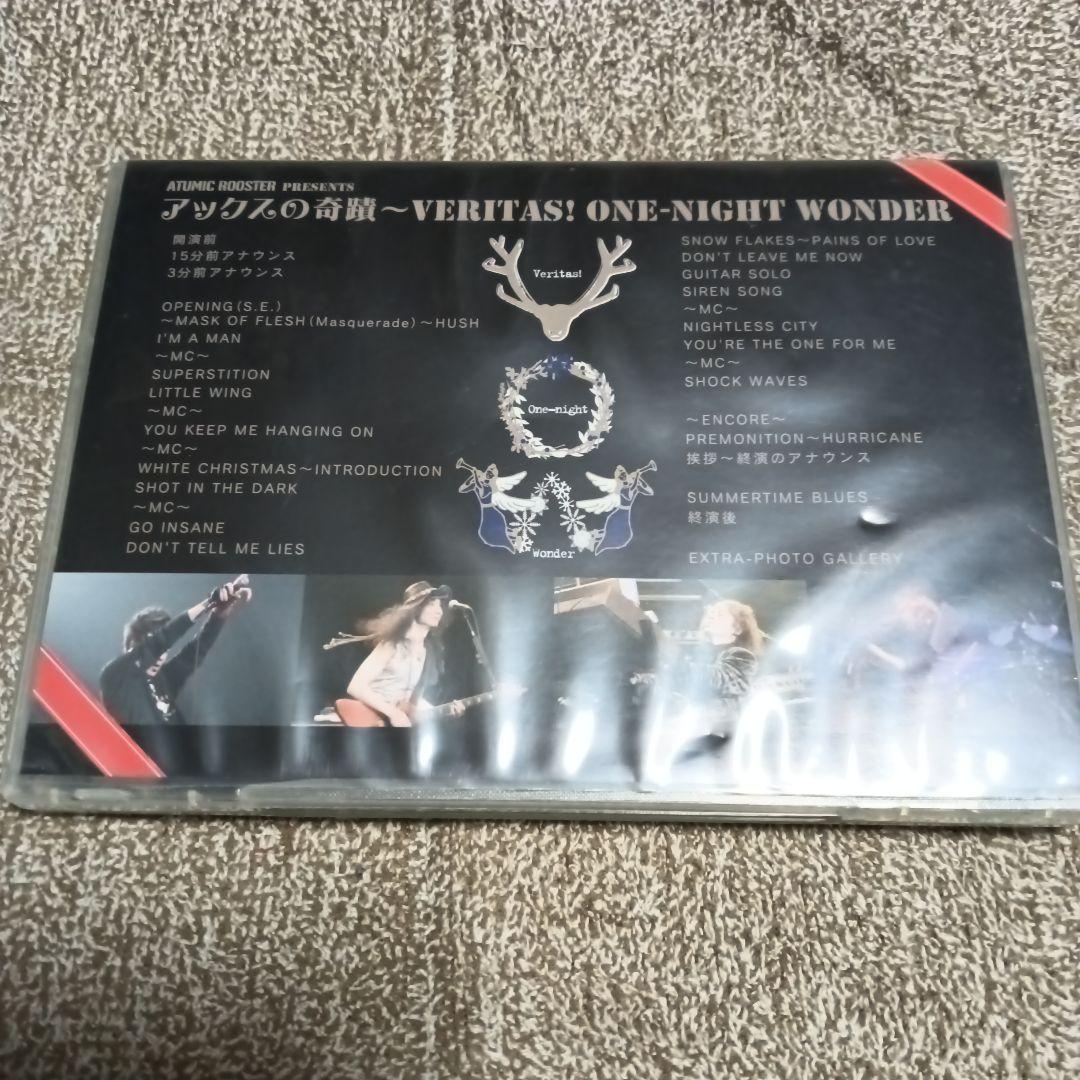 ATUMIC ROOSTER PRESENTS
アックスの奇蹟～VERITAS! ONE-NIGHT WONDER
開演前
15分前アナウンス
3分前アナウンス
OPENING(S.E.)
～MASK OF FLESH(Masquerade)～HUSH
I'M A MAN
～MC～
SUPERSTITION
LITTLE WING
～MC～
YOU KEEP ME HANGING ON
～MC～
WHITE CHRISTMAS～INTRODUCTION
SHOT IN THE DARK
～MC～
GO INSANE
DON'T TELL ME LIES
Veritas!
One-night
Wonder
SNOW FLAKES～PAINS OF LOVE
DON'T LEAVE ME NOW
GUITAR SOLO
SIREN SONG
～MC～
NIGHTLESS CITY
YOU'RE THE ONE FOR ME
～MC～
SHOCK WAVES
～ENCORE～
PREMONITION～HURRICANE
挨拶～終演のアナウンス
SUMMERTIME BLUES
終演後
EXTRA-PHOTO GALLERY